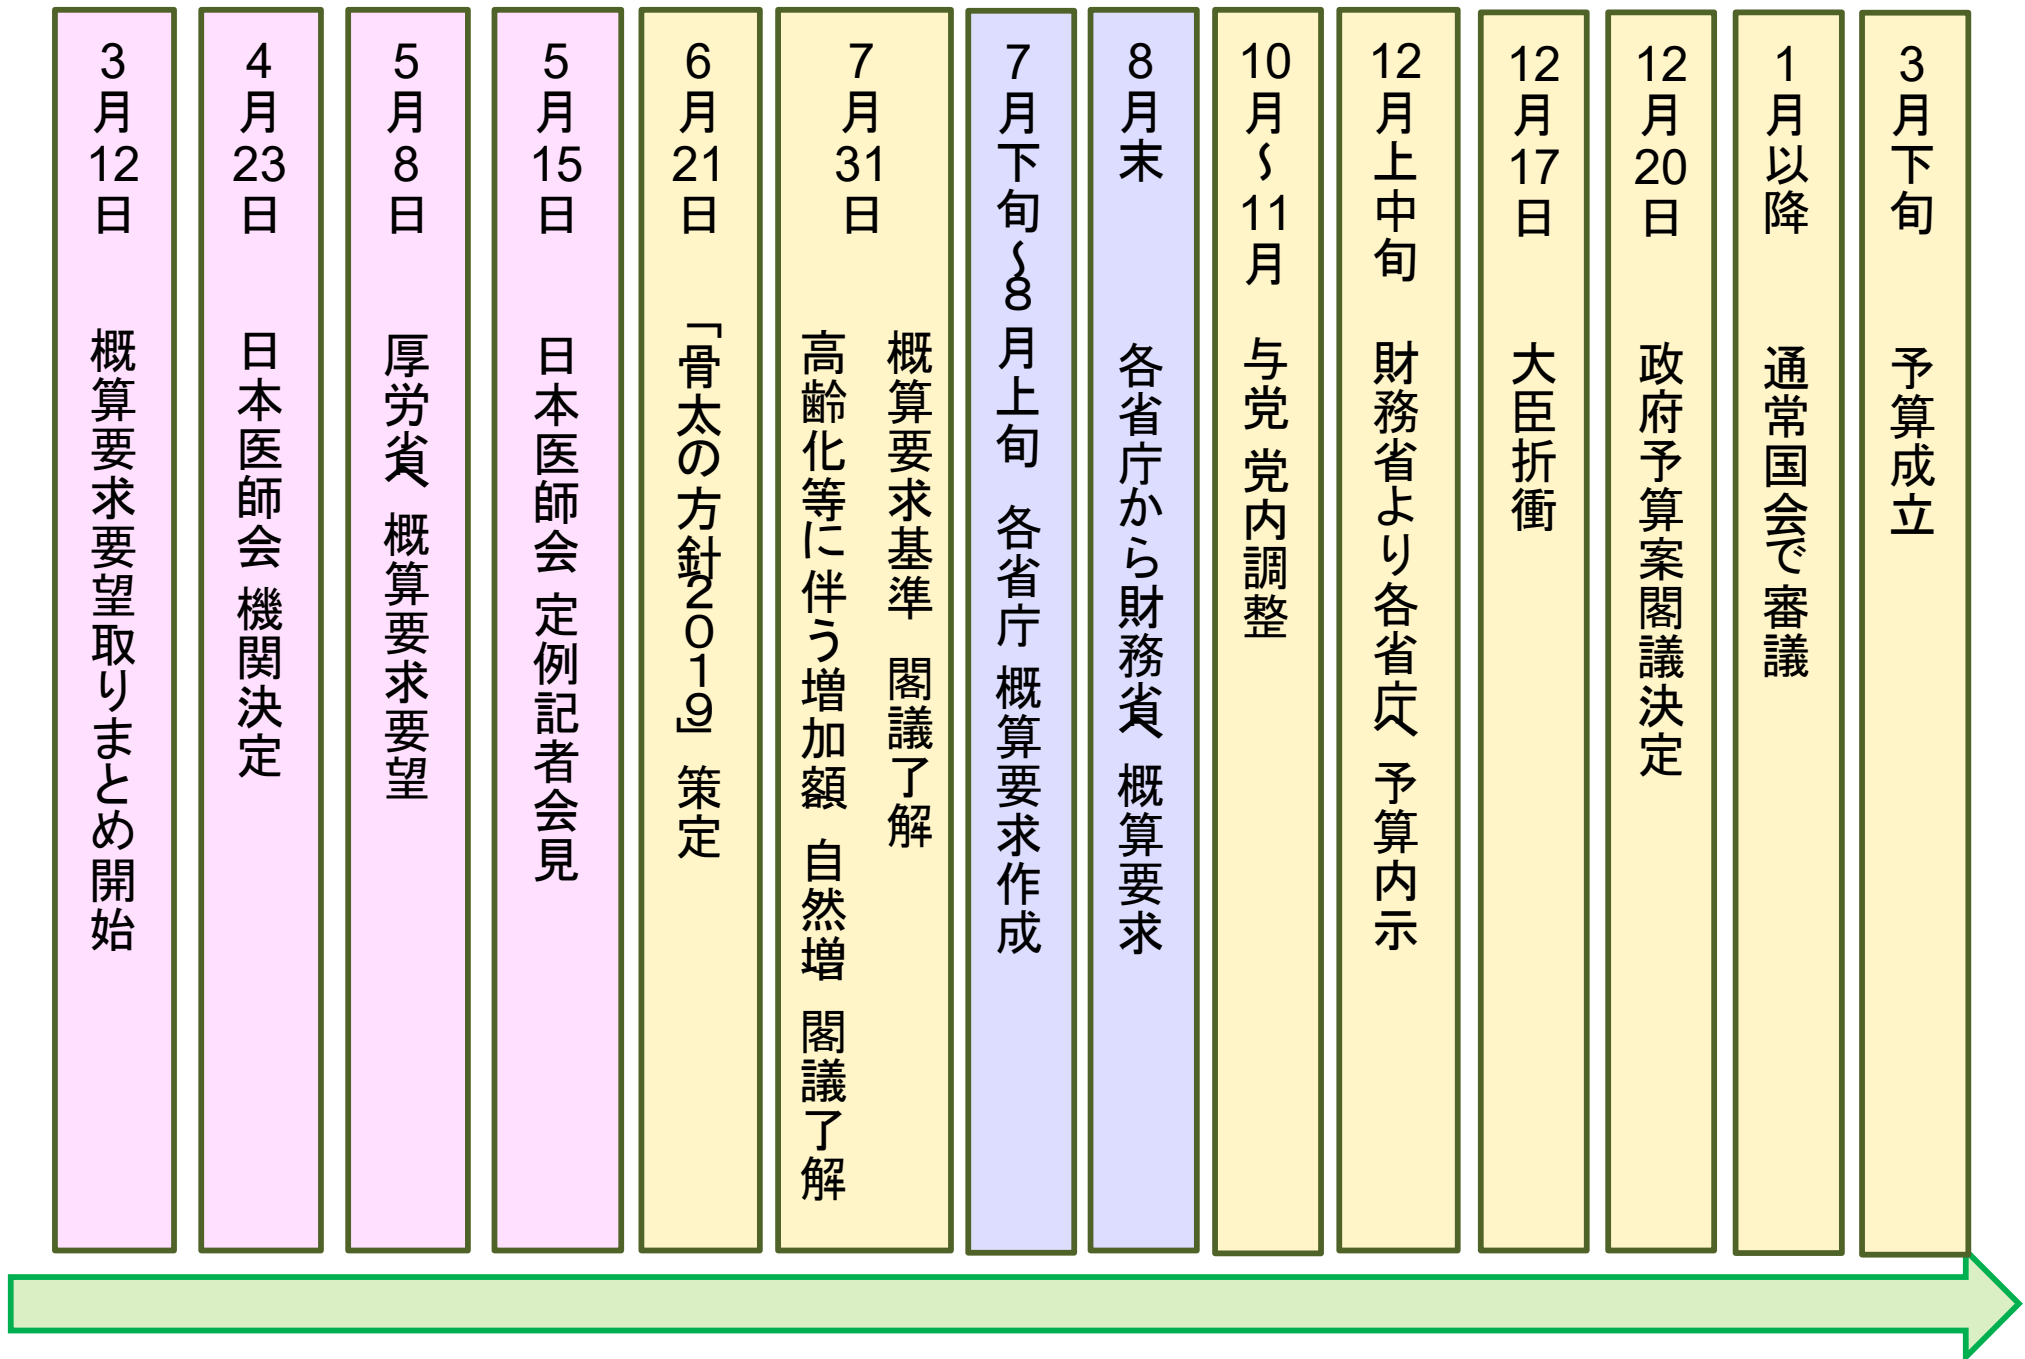 3月12日 概算要求要望取りまとめ開始
4月23日 日本医師会 機関決定
5月8日 厚労省へ 概算要求要望
5月15日 日本医師会 定例記者会見
6月21日 「骨太の方針2019」 策定
7月31日
概算要求基準 閣議了解
高齢化等に伴う増加額 自然増 閣議了解
7月下旬～8月上旬 各省庁 概算要求作成
8月末 各省庁から財務省へ 概算要求
10月～11月 与党 党内調整
12月上中旬 財務省より各省庁へ 予算内示
12月17日 大臣折衝
12月20日 政府予算案閣議決定
1月以降 通常国会で審議
3月下旬 予算成立